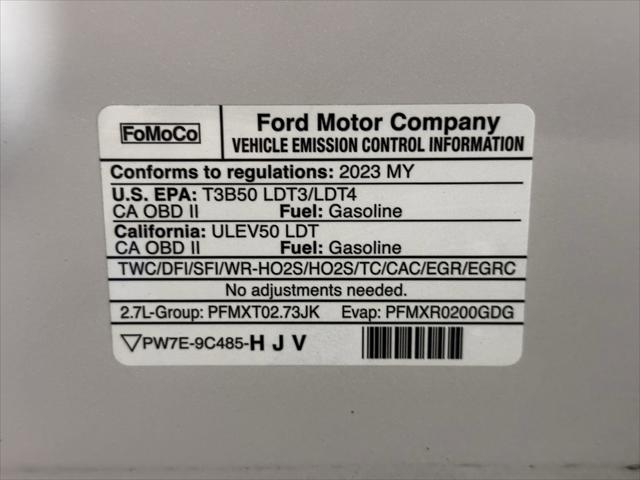 FoMoCo
Ford Motor Company
VEHICLE EMISSION CONTROL INFORMATION
Conforms to regulations: 2023 MY
U.S. EPA: T3B50 LDT3/LDT4
CA OBD II Fuel: Gasoline
California: ULEV50 LDT
CA OBD II Fuel: Gasoline
TWC/DFI/SFI/WR-HO2S/HO2S/TC/CAC/EGR/EGRC
No adjustments needed.
2.7L-Group: PFMXT02.73JK Evap: PFMXR0200GDG
▽PW7E-9C485-H J V